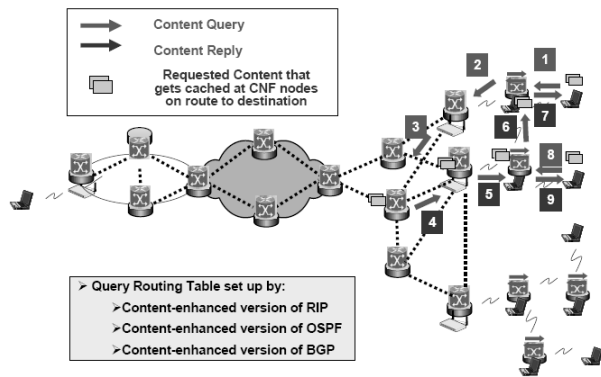 Content Query
Content Reply
Requested Content that
gets cached at CNF nodes
on route to destination
1
2
3
4
5
6
7
8
9
➢ Query Routing Table set up by:
➢Content-enhanced version of RIP
➢Content-enhanced version of OSPF
➢Content-enhanced version of BGP